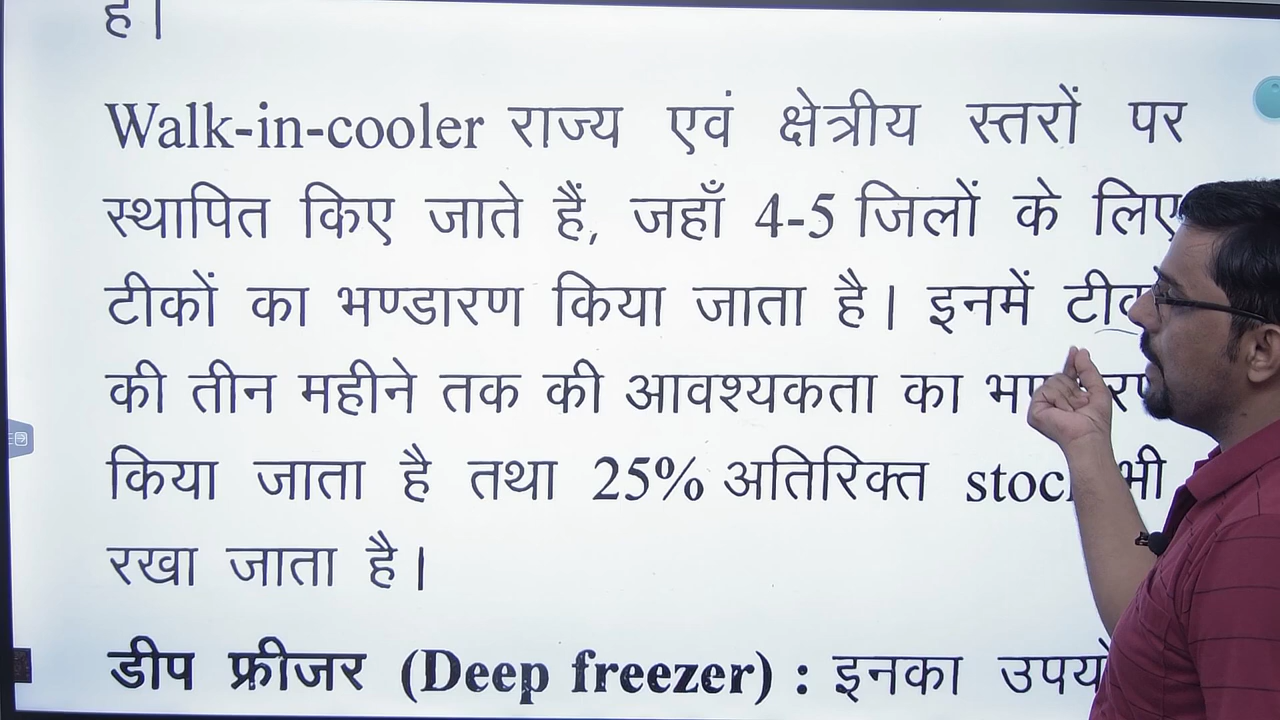 है।
Walk-in-cooler राज्य एवं क्षेत्रीय स्तरों पर
स्थापित किए जाते हैं, जहाँ 4-5 जिलों के लिए
टीकों का भण्डारण किया जाता है। इनमें
की तीन महीने तक की आवश्यकता का
किया जाता है तथा 25% अतिरिक्त stock भी
रखा जाता है।
डीप फ्रीजर (Deep freezer) : इनका